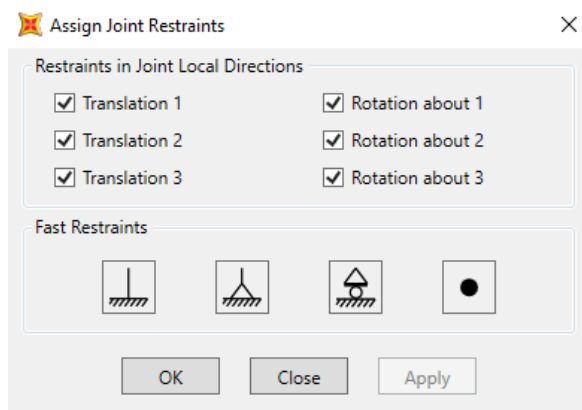 Assign Joint Restraints
Restraints in Joint Local Directions
Translation 1 Rotation about 1
Translation 2 Rotation about 2
Translation 3 Rotation about 3
Fast Restraints
OK Close Apply